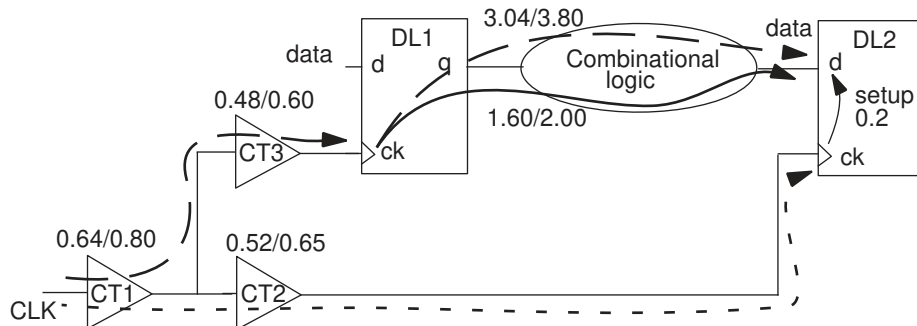 3.04/3.80
data
DL1
data
DL2
d
q
Combinational
logic
d
0.48/0.60
setup
0.2
1.60/2.00
CT3
ck
ck
0.64/0.80
0.52/0.65
CT1
CT2
CLK